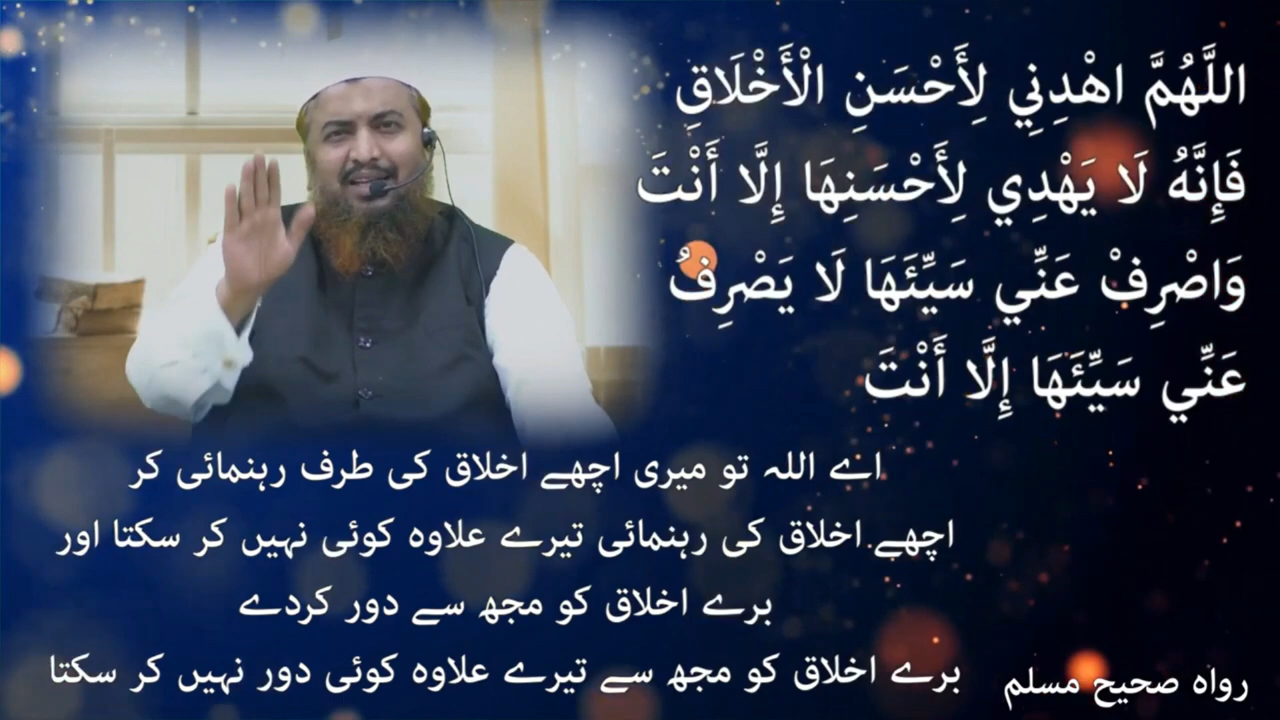 اللَّهُمَّ اهْدِنِي لِأَحْسَنِ الْأَخْلَاقِ
فَإِنَّهُ لَا يَهْدِي لِأَحْسَنِهَا إِلَّا أَنْتَ
وَاصْرِفْ عَنِّي سَيِّئَهَا لَا يَصْرِفُ
عَنِّي سَيِّئَهَا إِلَّا أَنْتَ
اے اللہ تو میری اچھے اخلاق کی طرف رہنمائی کر
اچھے اخلاق کی رہنمائی تیرے علاوہ کوئی نہیں کر سکتا اور
برے اخلاق کو مجھ سے دور کردے
برے اخلاق کو مجھ سے تیرے علاوہ کوئی دور نہیں کر سکتا
رواہ صحیح مسلم